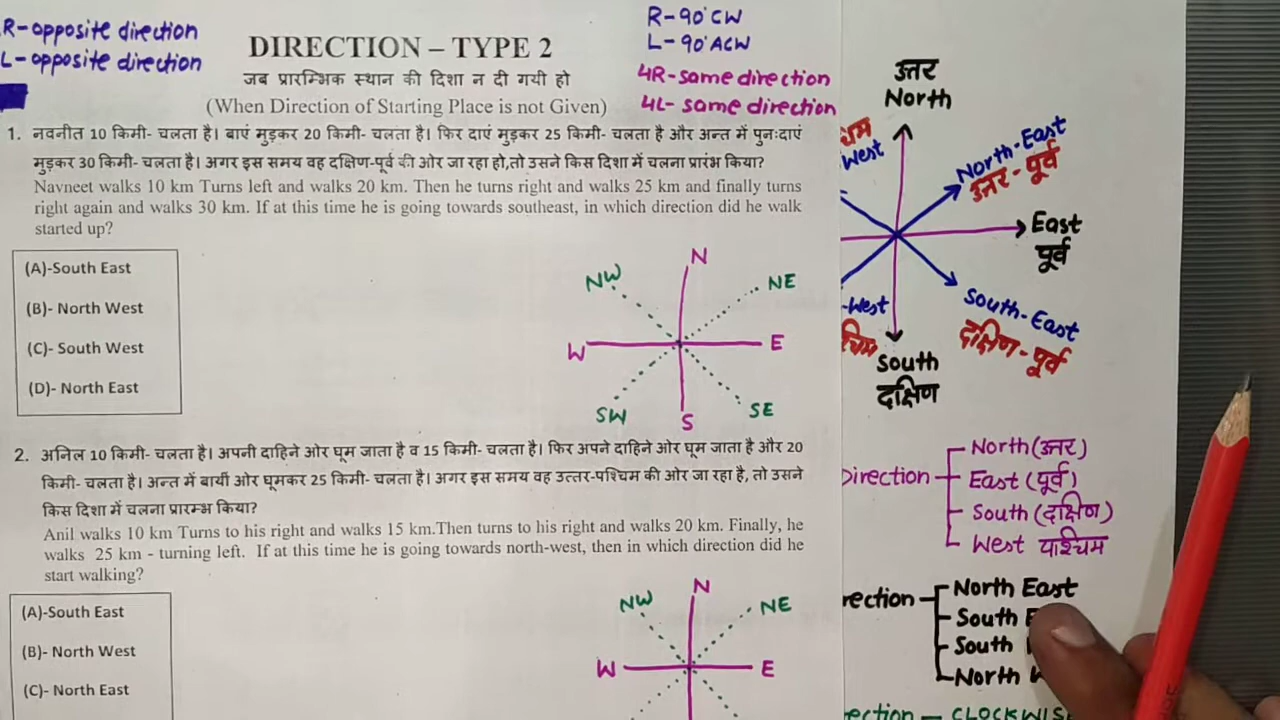 R-opposite direction
L-opposite direction
R-90°CW
L-90°ACW
4R-same direction
4L-same direction
DIRECTION – TYPE 2
जब प्रारम्भिक स्थान की दिशा न दी गयी हो
(When Direction of Starting Place is not Given)
1. नवनीत 10 किमी- चलता है। बाएं मुड़कर 20 किमी- चलता है। फिर दाएं मुड़कर 25 किमी- चलता है और अन्त में पुनःदाएं
मुड़कर 30 किमी- चलता है। अगर इस समय वह दक्षिण-पूर्व की ओर जा रहा हो,तो उसने किस दिशा में चलना प्रारंभ किया?
Navneet walks 10 km Turns left and walks 20 km. Then he turns right and walks 25 km and finally turns
right again and walks 30 km. If at this time he is going towards southeast, in which direction did he walk
started up?
(A)-South East
(B)- North West
(C)- South West
(D)- North East
N
NW
NE
W
E
SW
SE
S
2. अनिल 10 किमी- चलता है। अपनी दाहिने ओर घूम जाता है व 15 किमी- चलता है। फिर अपने दाहिने ओर घूम जाता है और 20
किमी- चलता है। अन्त में बायीं ओर घूमकर 25 किमी- चलता है। अगर इस समय वह उत्तर-पश्चिम की ओर जा रहा है, तो उसने
किस दिशा में चलना प्रारम्भ किया?
Anil walks 10 km Turns to his right and walks 15 km.Then turns to his right and walks 20 km. Finally, he
walks 25 km - turning left. If at this time he is going towards north-west, then in which direction did he
start walking?
(A)-South East
(B)- North West
(C)- North East
N
NW
NE
W
E
उत्तर
North
West
North-East
उत्तर-पूर्व
East
पूर्व
-West
South-East
दक्षिण-पूर्व
South
दक्षिण
Direction
North (उत्तर)
East (पूर्व)
South (दक्षिण)
West पश्चिम
rection
North East
South
South
North
ection – CLOCKWISE